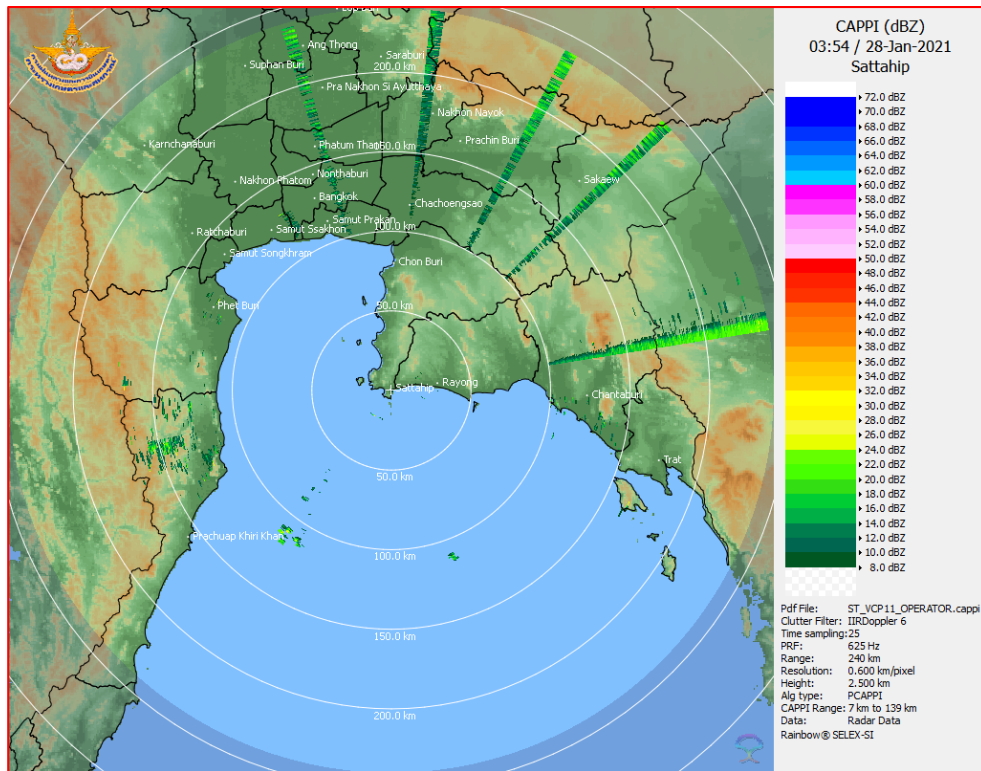 Lop Buri
Ang Thong
Saraburi
Suphan Buri
200.0 km
Pra Nakhon Si Ayutthaya
Nakhon Nayok
Karnchanaburi
Prachin Buri
Phatum Thani
150.0 km
Nonthaburi
Nakhon Phatom
Sakaew
Bangkok
Chachoengsao
Samut Prakan
100.0 km
Ratchaburi
Samut Ssakhon
Samut Songkhram
Chon Buri
Phet Buri
50.0 km
Sattahip
Rayong
Chantaburi
Trat
50.0 km
Prachuap Khiri Khan
100.0 km
150.0 km
200.0 km
CAPPI (dBZ)
03:54 / 28-Jan-2021
Sattahip
72.0 dBZ
70.0 dBZ
68.0 dBZ
66.0 dBZ
64.0 dBZ
62.0 dBZ
60.0 dBZ
58.0 dBZ
56.0 dBZ
54.0 dBZ
52.0 dBZ
50.0 dBZ
48.0 dBZ
46.0 dBZ
44.0 dBZ
42.0 dBZ
40.0 dBZ
38.0 dBZ
36.0 dBZ
34.0 dBZ
32.0 dBZ
30.0 dBZ
28.0 dBZ
26.0 dBZ
24.0 dBZ
22.0 dBZ
20.0 dBZ
18.0 dBZ
16.0 dBZ
14.0 dBZ
12.0 dBZ
10.0 dBZ
8.0 dBZ
Pdf File: ST_VCP11_OPERATOR.cappi
Clutter Filter: IIRDoppler 6
Time sampling:25
PRF: 625 Hz
Range: 240 km
Resolution: 0.600 km/pixel
Height: 2.500 km
Alg type: PCAPPI
CAPPI Range: 7 km to 139 km
Data: Radar Data
Rainbow® SELEX-SI